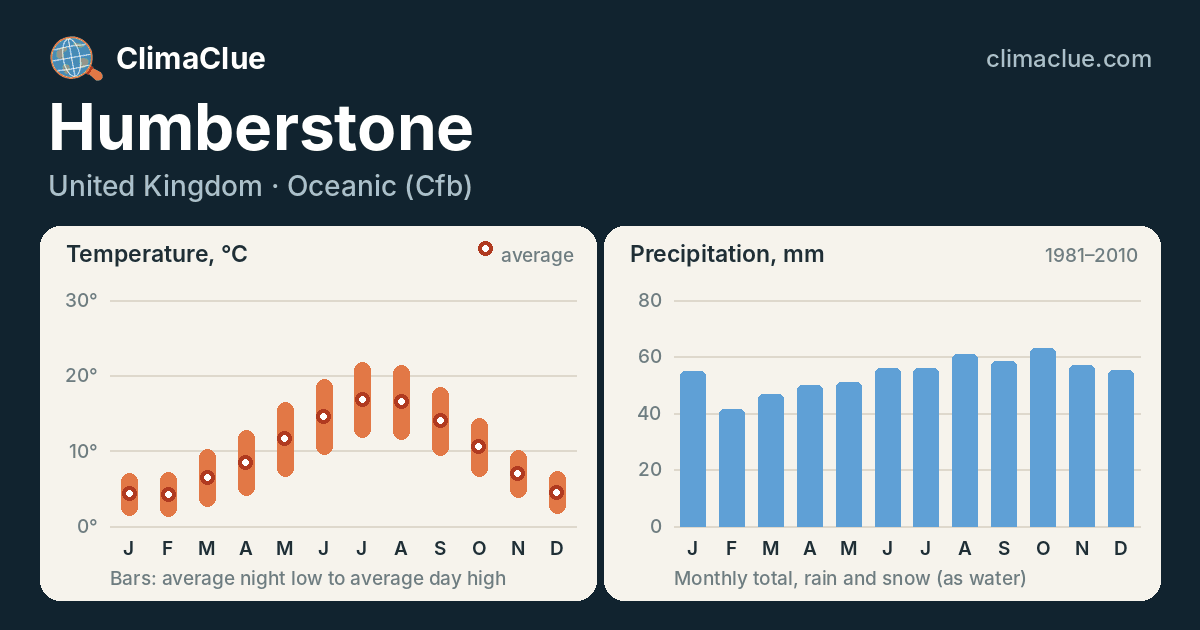 ClimaClue
climaclue.com
Humberstone
United Kingdom · Oceanic (Cfb)
Temperature, °C
average
30°
20°
10°
0°
J F M A M J J A S O N D
Bars: average night low to average day high
Precipitation, mm
1981–2010
80
60
40
20
0
J F M A M J J A S O N D
Monthly total, rain and snow (as water)